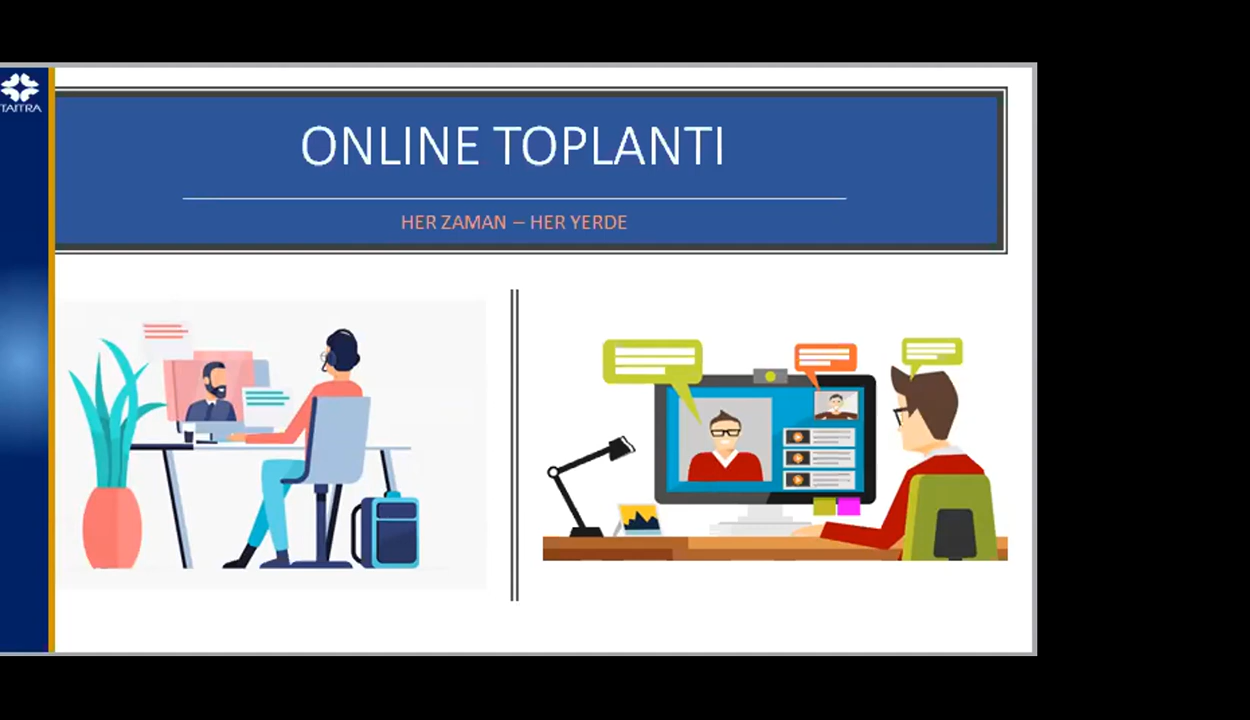 TAITRA
ONLINE TOPLANTI
HER ZAMAN – HER YERDE